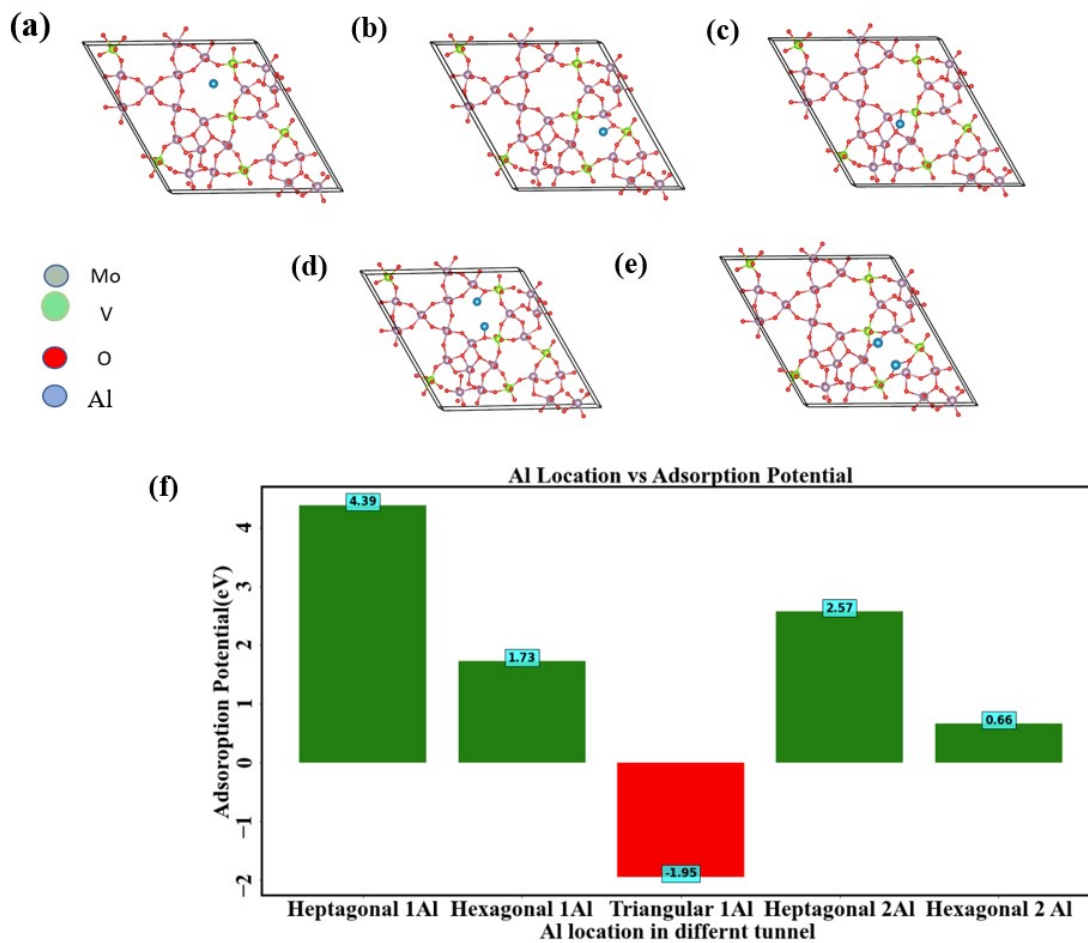 (a)
(b)
(c)
Mo
V
O
Al
(d)
(e)
(f)
Al Location vs Adsorption Potential
Adsoroption Potential(eV)
4
3
2
1
0
−1
−2
4.39
1.73
-1.95
2.57
0.66
Heptagonal 1Al Hexagonal 1Al Triangular 1Al Heptagonal 2Al Hexagonal 2 Al
Al location in differnt tunnel